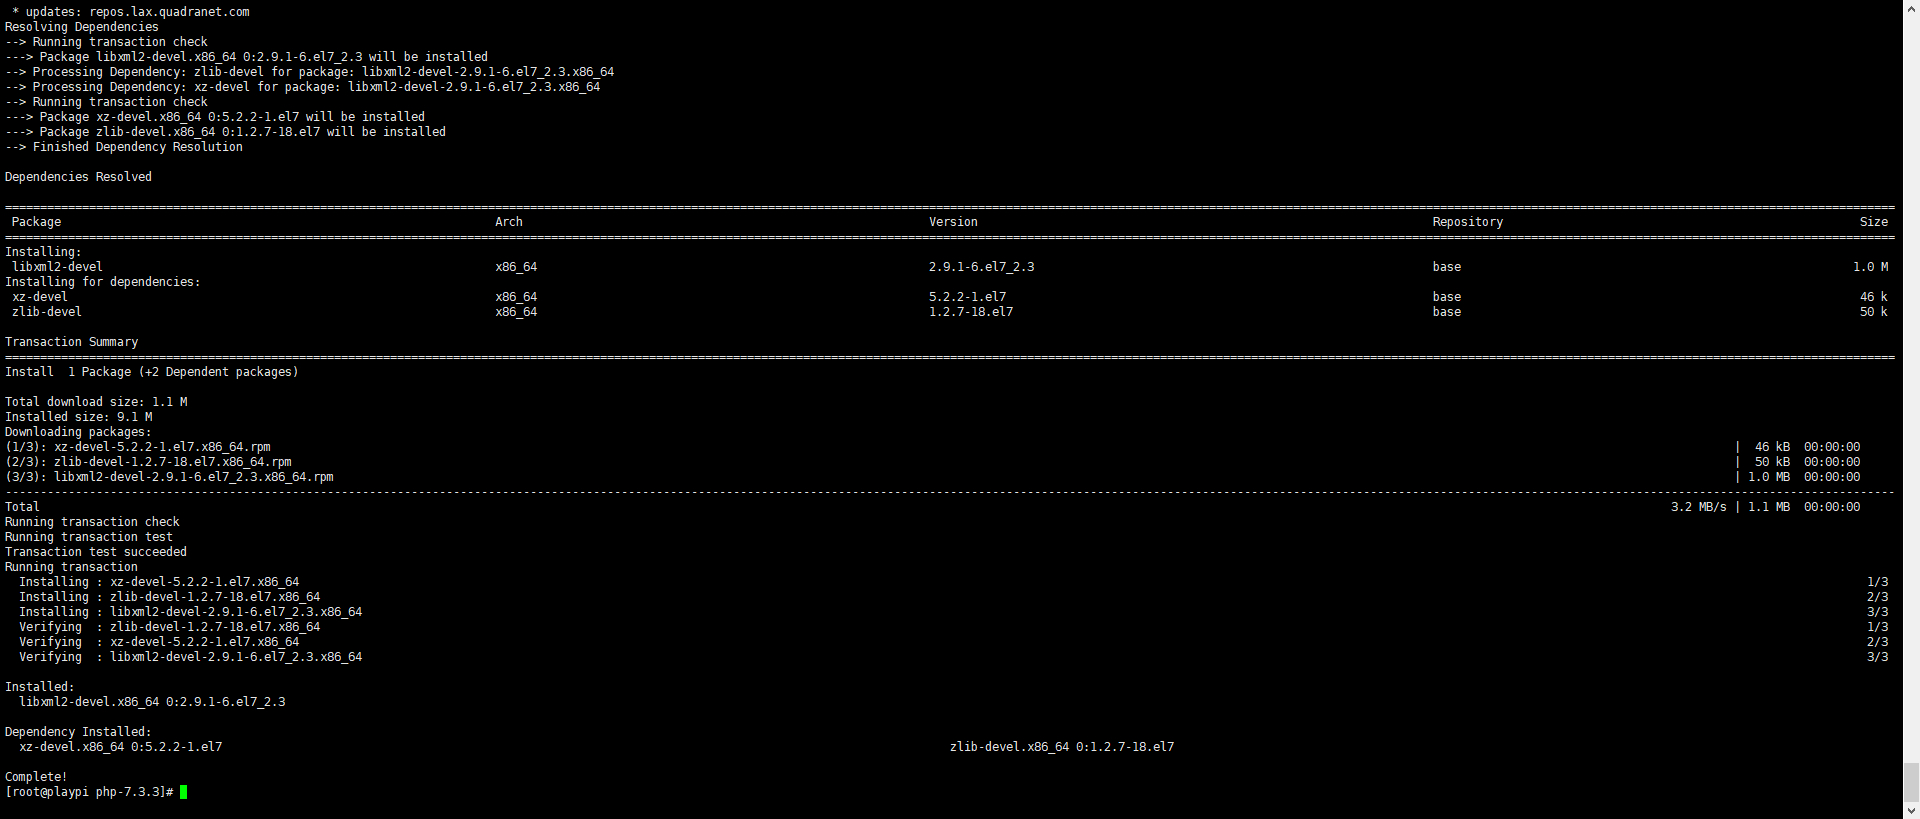 * updates: repos.lax.quadranet.com
Resolving Dependencies
--> Running transaction check
---> Package libxml2-devel.x86_64 0:2.9.1-6.el7_2.3 will be installed
--> Processing Dependency: zlib-devel for package: libxml2-devel-2.9.1-6.el7_2.3.x86_64
--> Processing Dependency: xz-devel for package: libxml2-devel-2.9.1-6.el7_2.3.x86_64
--> Running transaction check
---> Package xz-devel.x86_64 0:5.2.2-1.el7 will be installed
---> Package zlib-devel.x86_64 0:1.2.7-18.el7 will be installed
--> Finished Dependency Resolution

Dependencies Resolved

 Package Arch Version Repository Size
Installing:
 libxml2-devel x86_64 2.9.1-6.el7_2.3 base 1.0 M
Installing for dependencies:
 xz-devel x86_64 5.2.2-1.el7 base 46 k
 zlib-devel x86_64 1.2.7-18.el7 base 50 k

Transaction Summary
Install  1 Package (+2 Dependent packages)

Total download size: 1.1 M
Installed size: 9.1 M
Downloading packages:
(1/3): xz-devel-5.2.2-1.el7.x86_64.rpm |  46 kB  00:00:00
(2/3): zlib-devel-1.2.7-18.el7.x86_64.rpm |  50 kB  00:00:00
(3/3): libxml2-devel-2.9.1-6.el7_2.3.x86_64.rpm | 1.0 MB  00:00:00
Total 3.2 MB/s | 1.1 MB  00:00:00
Running transaction check
Running transaction test
Transaction test succeeded
Running transaction
  Installing : xz-devel-5.2.2-1.el7.x86_64 1/3
  Installing : zlib-devel-1.2.7-18.el7.x86_64 2/3
  Installing : libxml2-devel-2.9.1-6.el7_2.3.x86_64 3/3
  Verifying  : zlib-devel-1.2.7-18.el7.x86_64 1/3
  Verifying  : xz-devel-5.2.2-1.el7.x86_64 2/3
  Verifying  : libxml2-devel-2.9.1-6.el7_2.3.x86_64 3/3

Installed:
  libxml2-devel.x86_64 0:2.9.1-6.el7_2.3

Dependency Installed:
  xz-devel.x86_64 0:5.2.2-1.el7 zlib-devel.x86_64 0:1.2.7-18.el7

Complete!
[root@playpi php-7.3.3]#